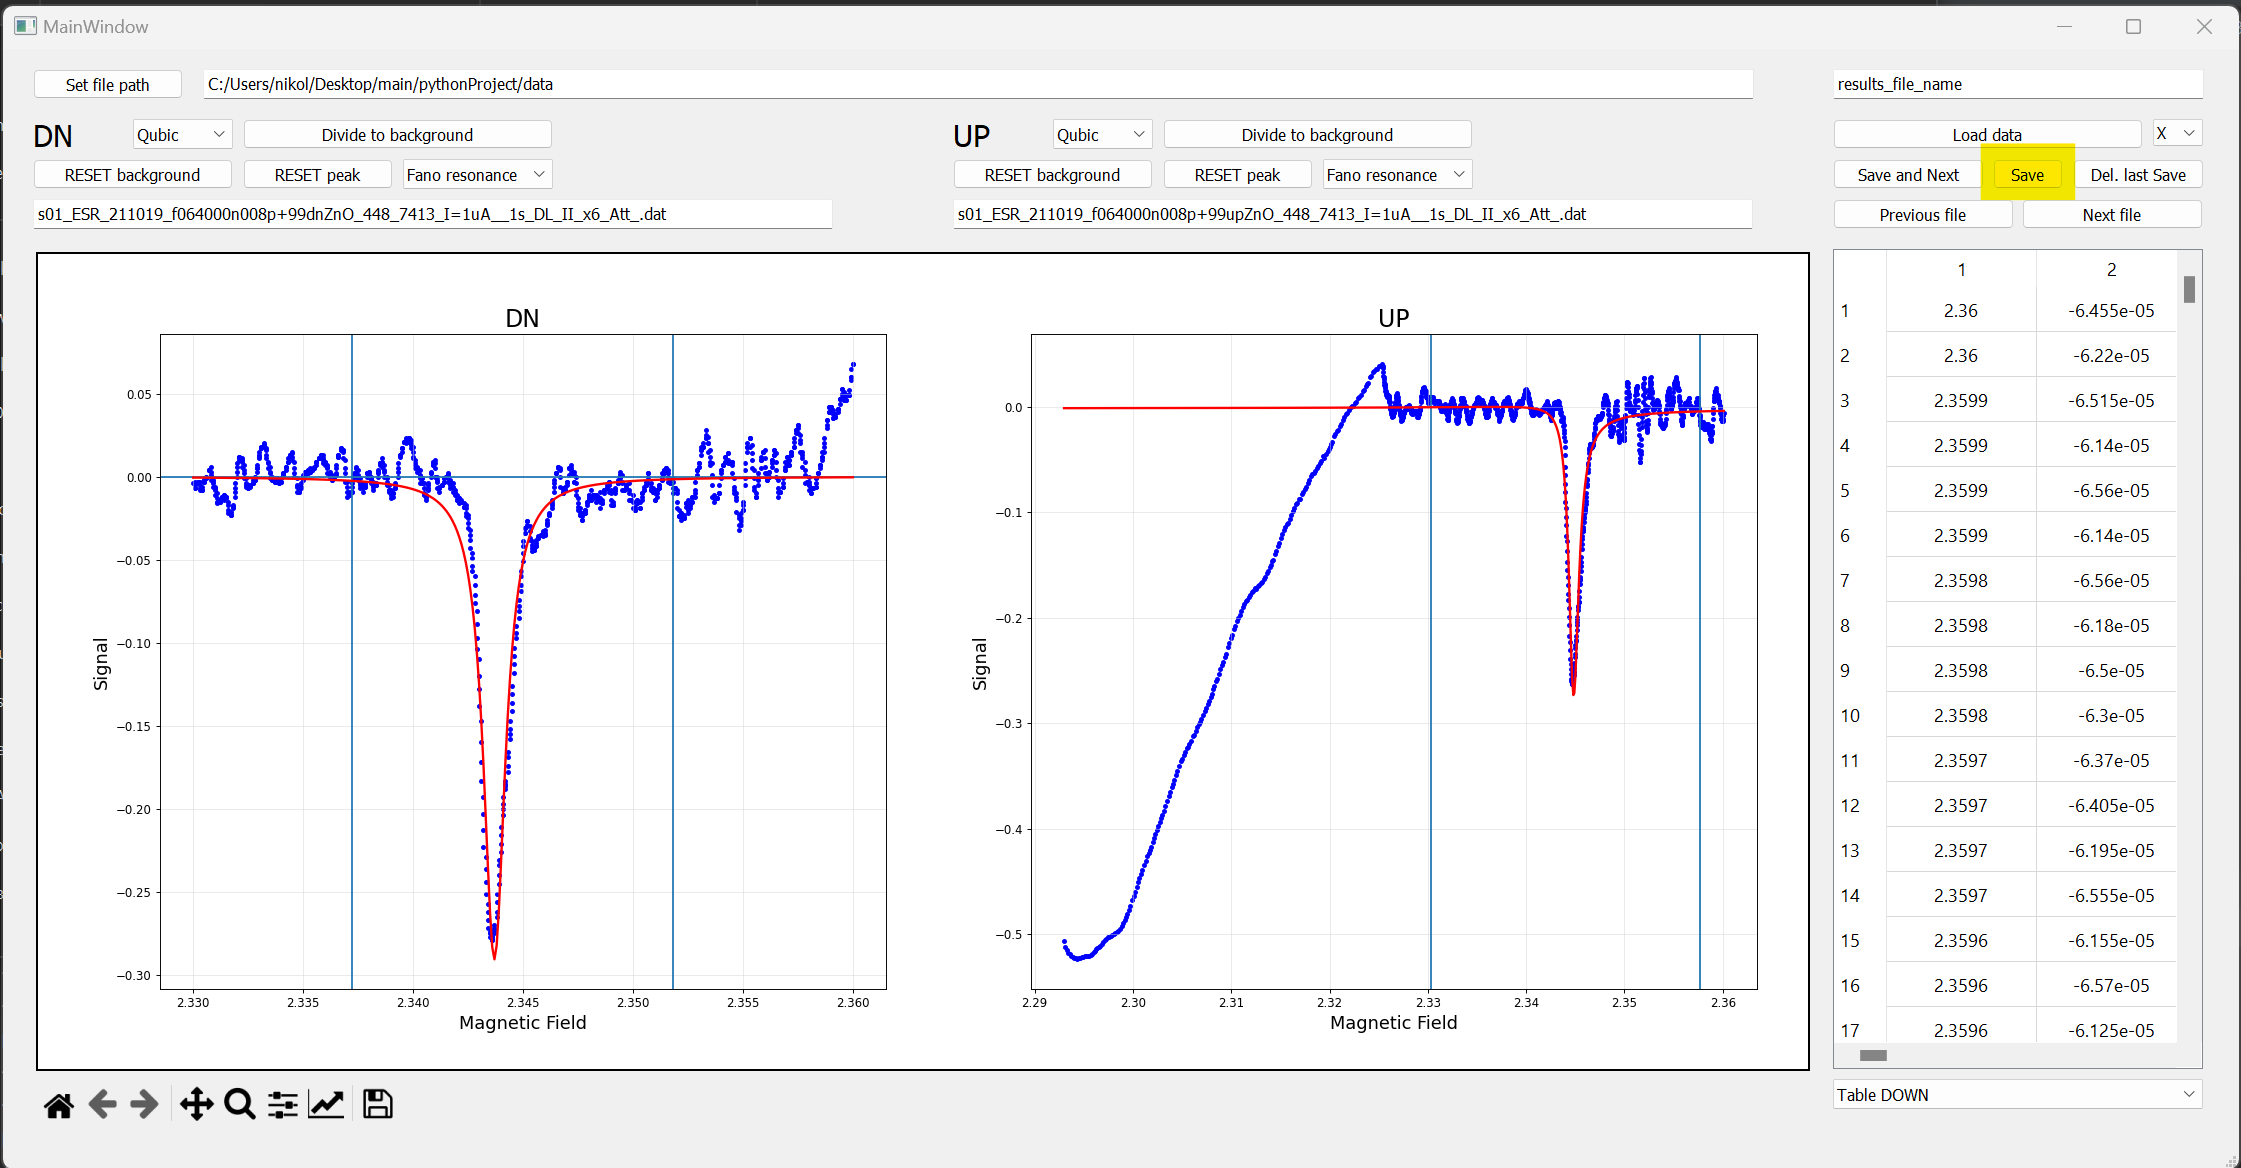 MainWindow
Set file path
C:/Users/nikol/Desktop/main/pythonProject/data
results_file_name
DN
Qubic
Divide to background
UP
Qubic
Divide to background
Load data
X
RESET background
RESET peak
Fano resonance
RESET background
RESET peak
Fano resonance
Save and Next
Save
Del. last Save
s01_ESR_211019_f064000n008p+99dnZnO_448_7413_I=1uA__1s_DL_II_x6_Att_.dat
s01_ESR_211019_f064000n008p+99upZnO_448_7413_I=1uA__1s_DL_II_x6_Att_.dat
Previous file
Next file
DN
0.05
0.00
−0.05
−0.10
−0.15
−0.20
−0.25
−0.30
Signal
2.330 2.335 2.340 2.345 2.350 2.355 2.360
Magnetic Field
UP
0.0
−0.1
−0.2
−0.3
−0.4
−0.5
Signal
2.29 2.30 2.31 2.32 2.33 2.34 2.35 2.36
Magnetic Field
1 2
1 2.36 -6.455e-05
2 2.36 -6.22e-05
3 2.3599 -6.515e-05
4 2.3599 -6.14e-05
5 2.3599 -6.56e-05
6 2.3599 -6.14e-05
7 2.3598 -6.56e-05
8 2.3598 -6.18e-05
9 2.3598 -6.5e-05
10 2.3598 -6.3e-05
11 2.3597 -6.37e-05
12 2.3597 -6.405e-05
13 2.3597 -6.195e-05
14 2.3597 -6.555e-05
15 2.3596 -6.155e-05
16 2.3596 -6.57e-05
17 2.3596 -6.125e-05
Table DOWN